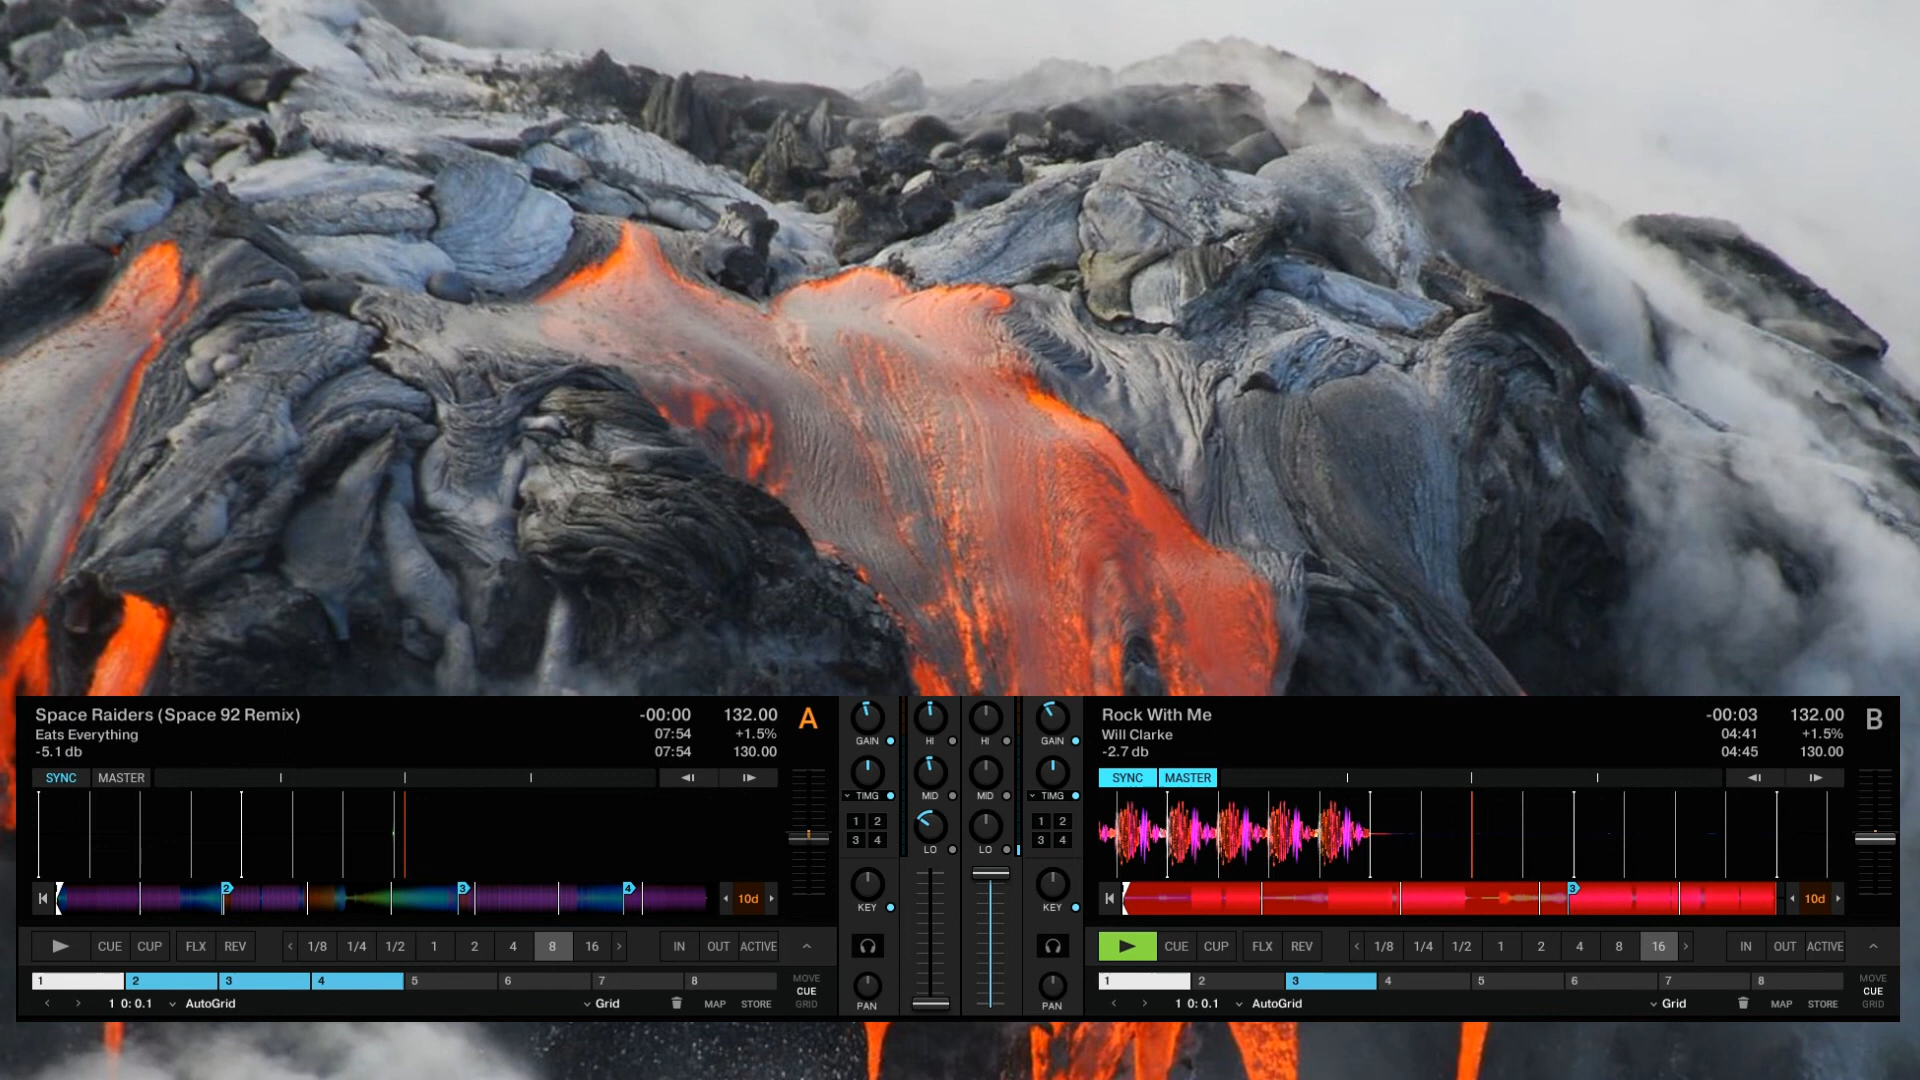 Space Raiders (Space 92 Remix) -00:00 132.00 A
Eats Everything 07:54 +1.5%
-5.1 db 07:54 130.00
SYNC MASTER
2 3 4
10d
CUE CUP FLX REV 1/8 1/4 1/2 1 2 4 8 16 IN OUT ACTIVE
1 2 3 4 5 6 7 8
1 0: 0.1 AutoGrid Grid MAP STORE
MOVE
CUE
GRID
GAIN HI HI GAIN
TIMG MID MID TIMG
1 2 1 2
3 4 3 4
LO LO
KEY KEY
PAN PAN
Rock With Me -00:03 132.00 B
Will Clarke 04:41 +1.5%
-2.7 db 04:45 130.00
SYNC MASTER
3
10d
CUE CUP FLX REV 1/8 1/4 1/2 1 2 4 8 16 IN OUT ACTIVE
1 2 3 4 5 6 7 8
1 0: 0.1 AutoGrid Grid MAP STORE
MOVE
CUE
GRID